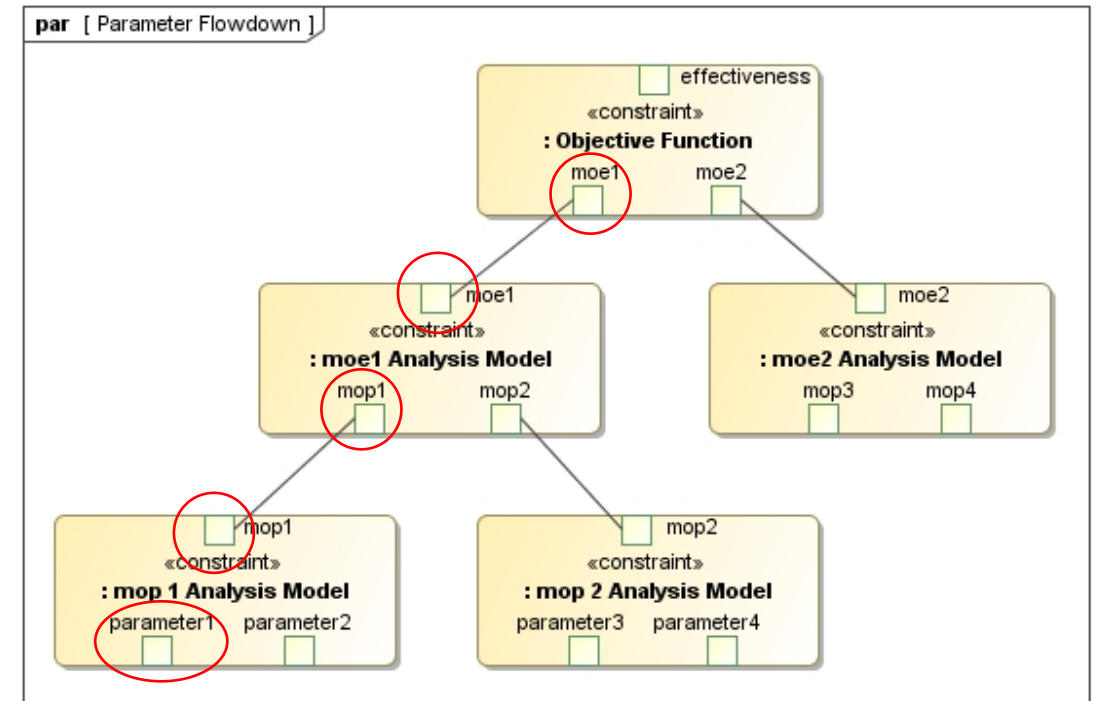 par [ Parameter Flowdown ]
effectiveness
«constraint»
: Objective Function
moe1 moe2
moe1
«constraint»
: moe1 Analysis Model
mop1 mop2
moe2
«constraint»
: moe2 Analysis Model
mop3 mop4
mop1
«constraint»
: mop 1 Analysis Model
parameter1 parameter2
mop2
«constraint»
: mop 2 Analysis Model
parameter3 parameter4